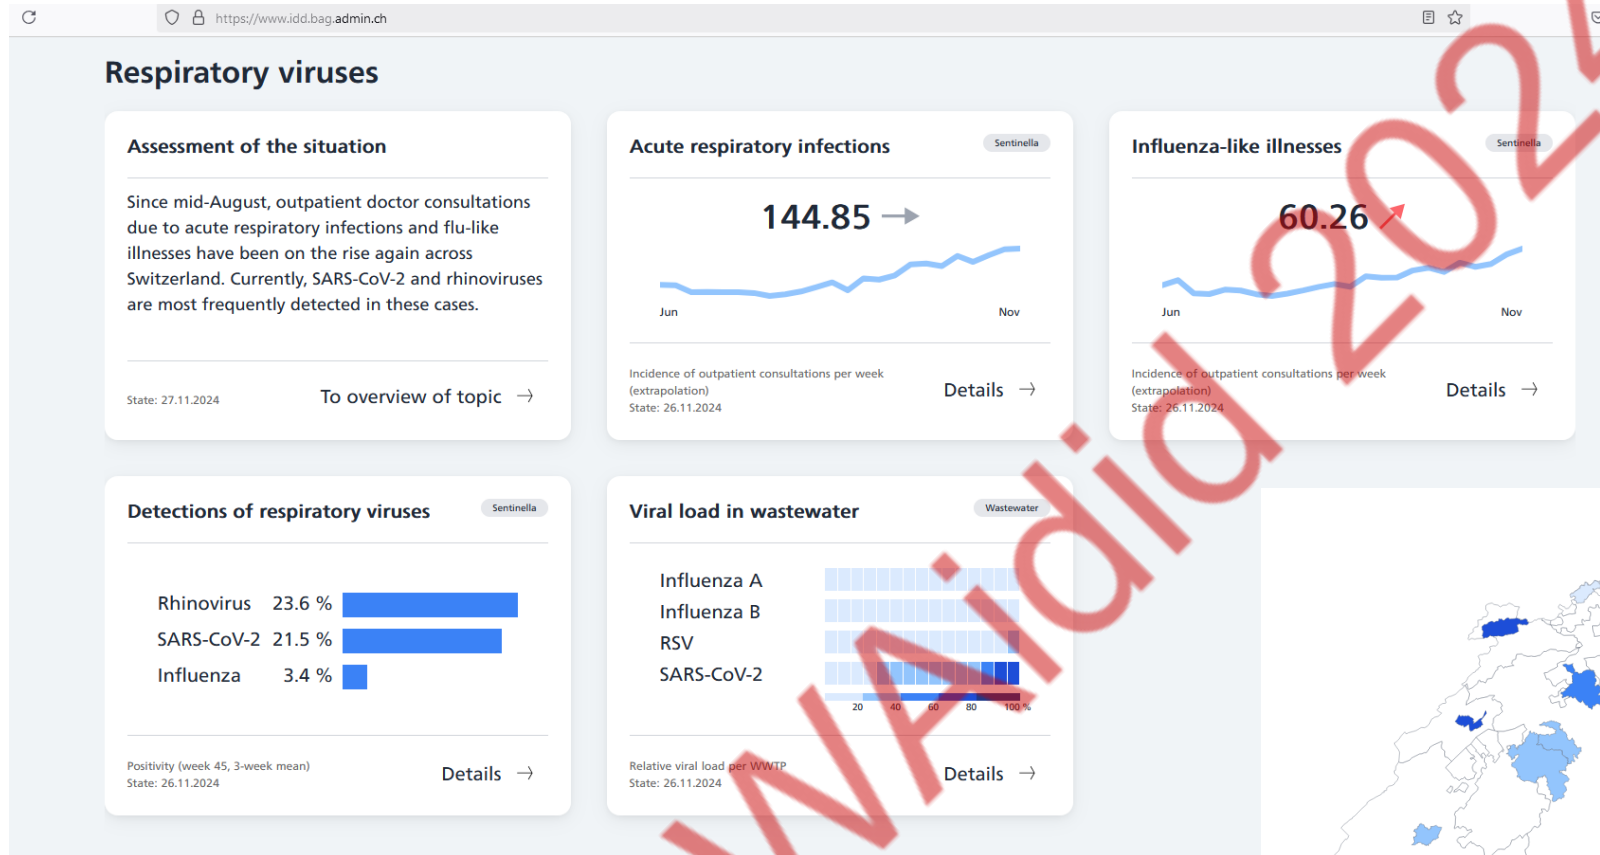 https://www.idd.bag.admin.ch
Respiratory viruses
Assessment of the situation
Since mid-August, outpatient doctor consultations
due to acute respiratory infections and flu-like
illnesses have been on the rise again across
Switzerland. Currently, SARS-CoV-2 and rhinoviruses
are most frequently detected in these cases.
State: 27.11.2024
To overview of topic
Acute respiratory infections
Sentinella
144.85
Jun
Nov
Incidence of outpatient consultations per week
(extrapolation)
State: 26.11.2024
Details
Influenza-like illnesses
Sentinella
60.26
Jun
Nov
Incidence of outpatient consultations per week
(extrapolation)
State: 26.11.2024
Details
Detections of respiratory viruses
Sentinella
Rhinovirus 23.6 %
SARS-CoV-2 21.5 %
Influenza 3.4 %
Positivity (week 45, 3-week mean)
State: 26.11.2024
Details
Viral load in wastewater
Wastewater
Influenza A
Influenza B
RSV
SARS-CoV-2
20 40 60 80 100 %
Relative viral load per WWTP
State: 26.11.2024
Details
WAidid 2024